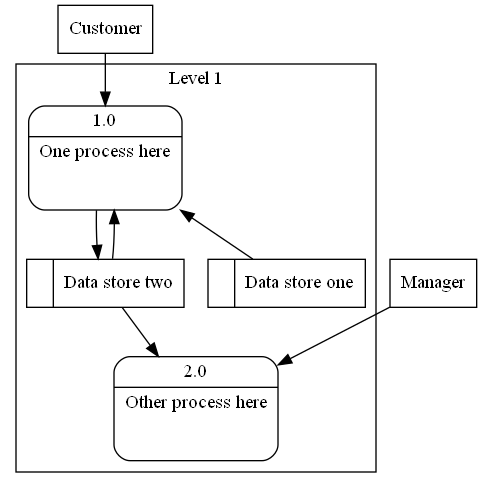 Customer
Level 1
1.0
One process here
Data store two
Data store one
Manager
2.0
Other process here